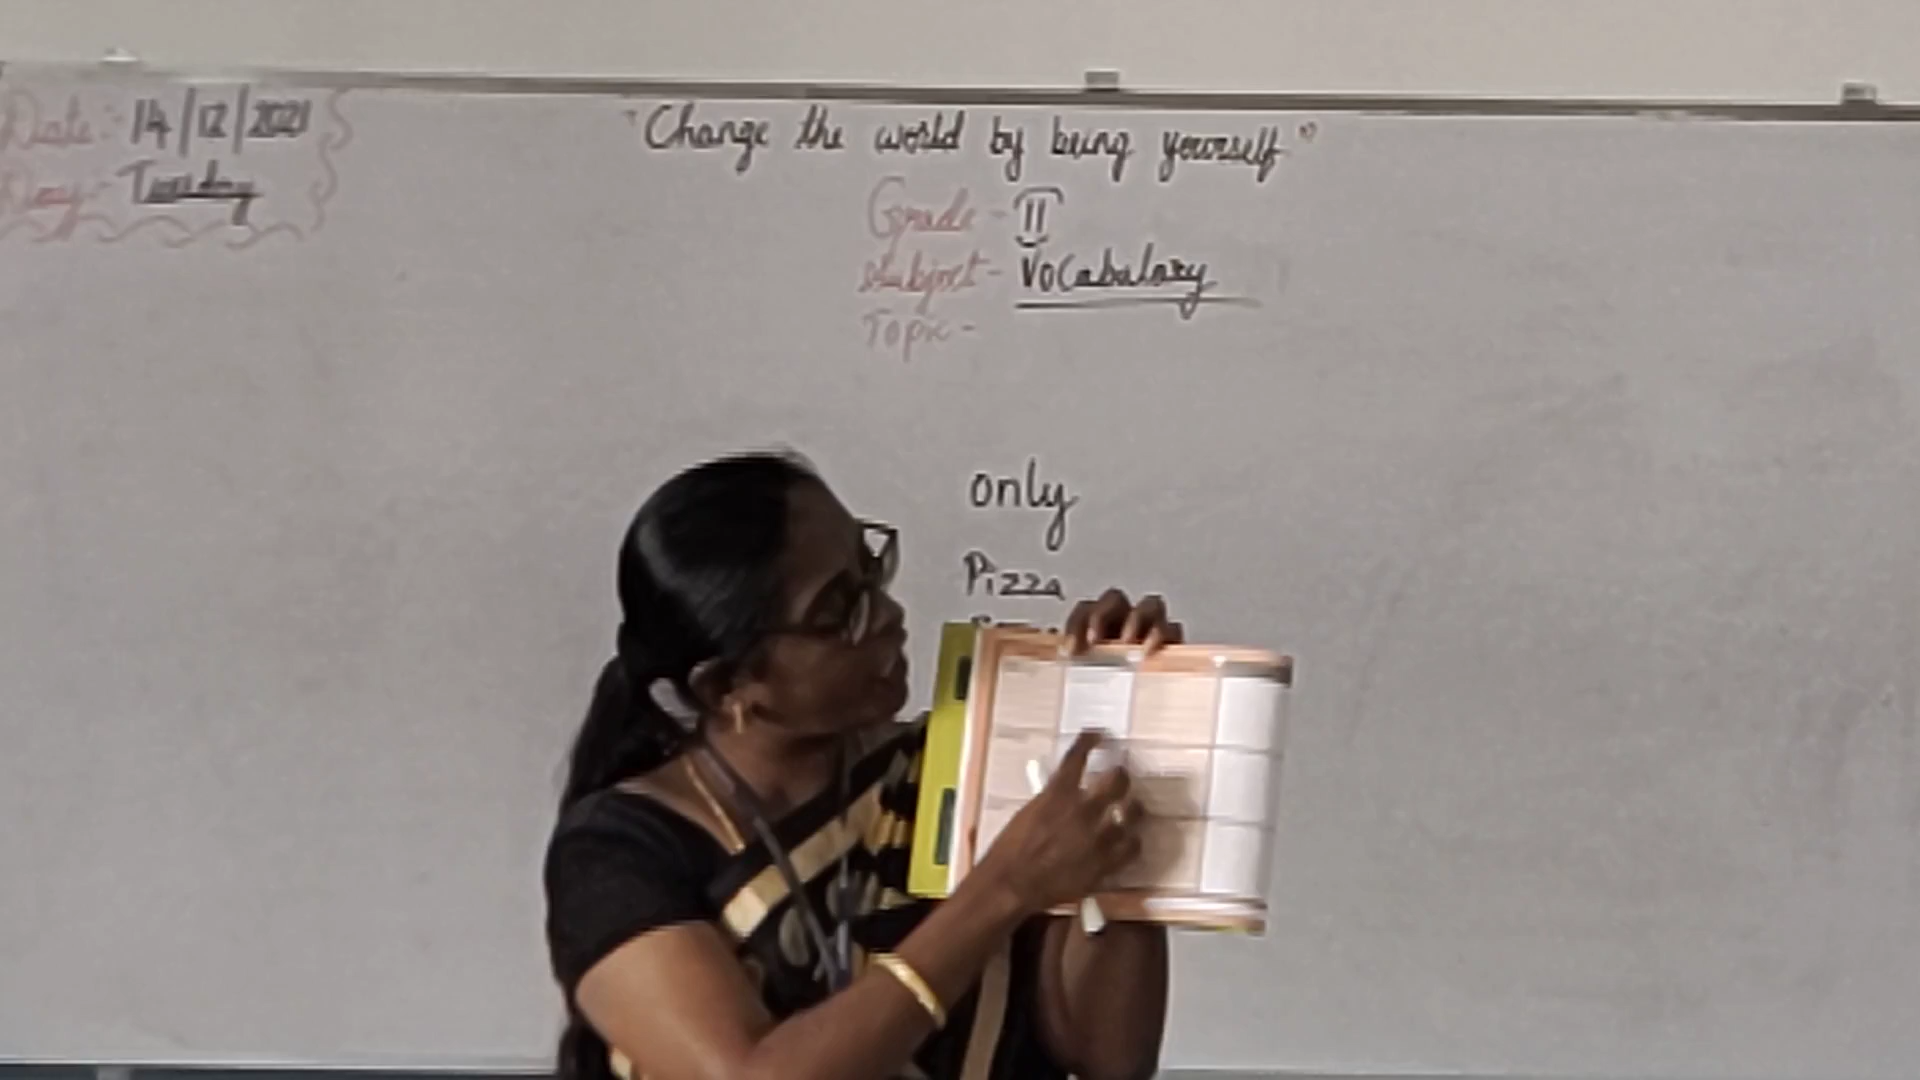 Date:- 14/12/2021
Day:- Tuesday
"Change the world by being yourself"
Grade - II
Subject - Vocabulary
Topic -
only
Pizza